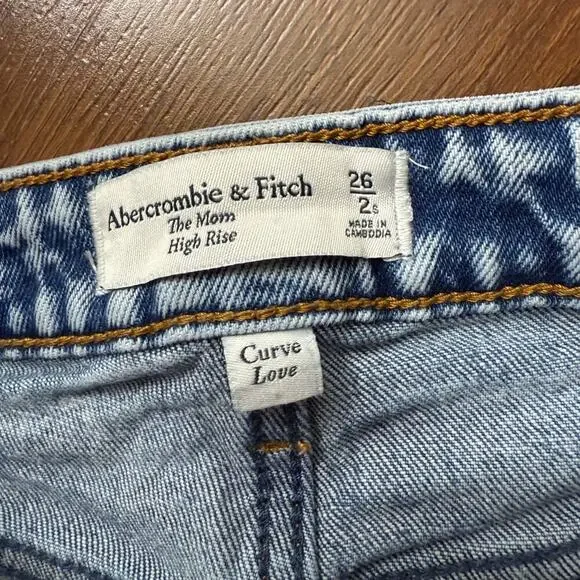 Abercrombie & Fitch
The Mom
High Rise
26
2s
MADE IN
CAMBODIA
Curve
Love